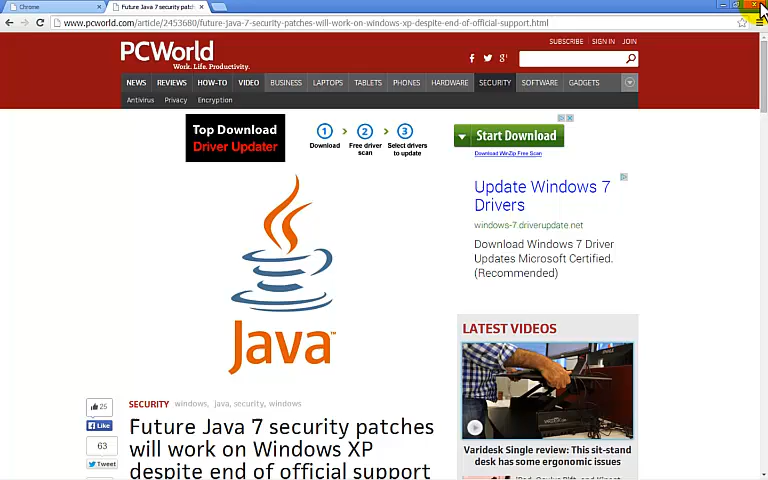 Chrome
Future Java 7 security patch
www.pcworld.com/article/2453680/future-java-7-security-patches-will-work-on-windows-xp-despite-end-of-official-support.html
PCWorld
Work. Life. Productivity.
SUBSCRIBE SIGN IN JOIN
NEWS REVIEWS HOW-TO VIDEO BUSINESS LAPTOPS TABLETS PHONES HARDWARE SECURITY SOFTWARE GADGETS
Antivirus Privacy Encryption
Top Download
Driver Updater
1 2 3
Download
Free driver
scan
Select drivers
to update
Start Download
Download WinZip Free Scan
Update Windows 7
Drivers
windows-7.driverupdate.net
Download Windows 7 Driver
Updates Microsoft Certified.
(Recommended)
Java™
LATEST VIDEOS
Varidesk Single review: This sit-stand
desk has some ergonomic issues
25
Like
63
Tweet
SECURITY windows, java, security, windows
Future Java 7 security patches
will work on Windows XP
despite end of official support